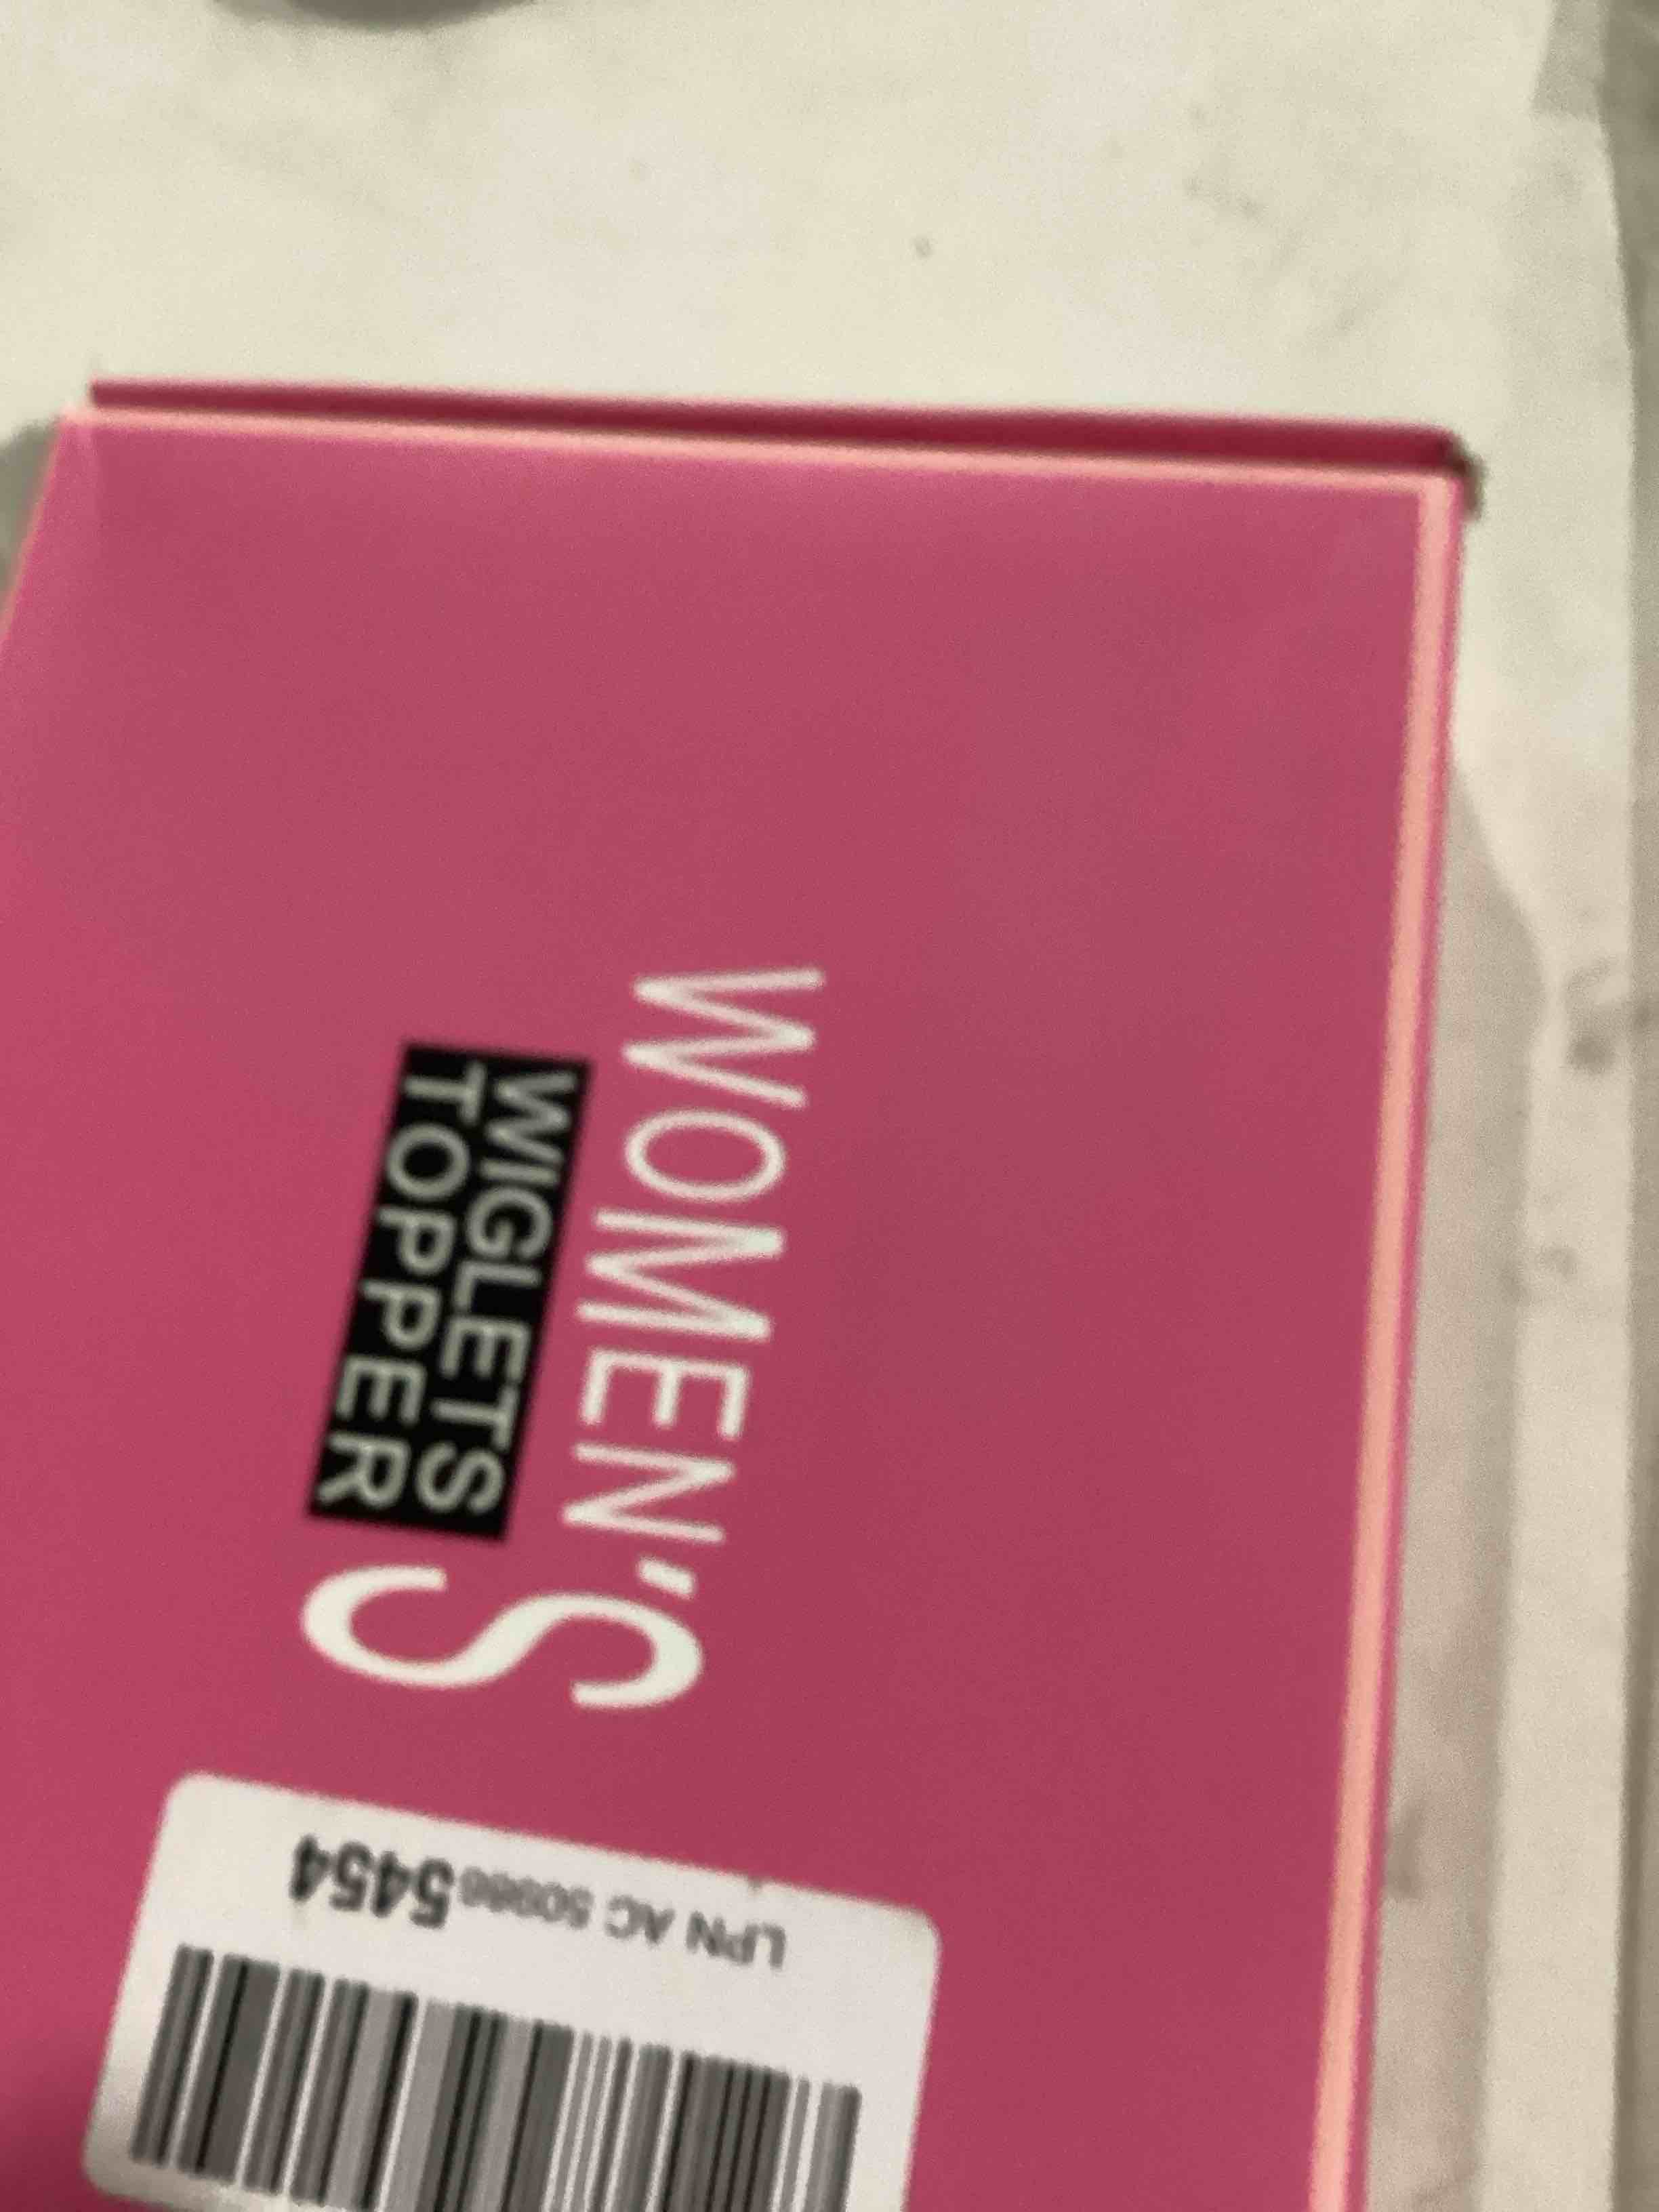 WOMEN'S
WIGLETS
TOPPER
LPN AC 5454